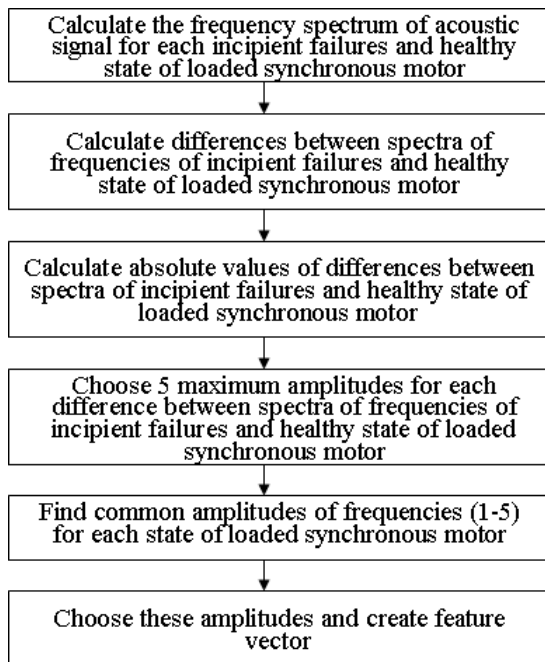 Calculate the frequency spectrum of acoustic
signal for each incipient failures and healthy
state of loaded synchronous motor
Calculate differences between spectra of
frequencies of incipient failures and healthy
state of loaded synchronous motor
Calculate absolute values of differences between
spectra of incipient failures and healthy state of
loaded synchronous motor
Choose 5 maximum amplitudes for each
difference between spectra of frequencies of
incipient failures and healthy state of loaded
synchronous motor
Find common amplitudes of frequencies (1-5)
for each state of loaded synchronous motor
Choose these amplitudes and create feature
vector